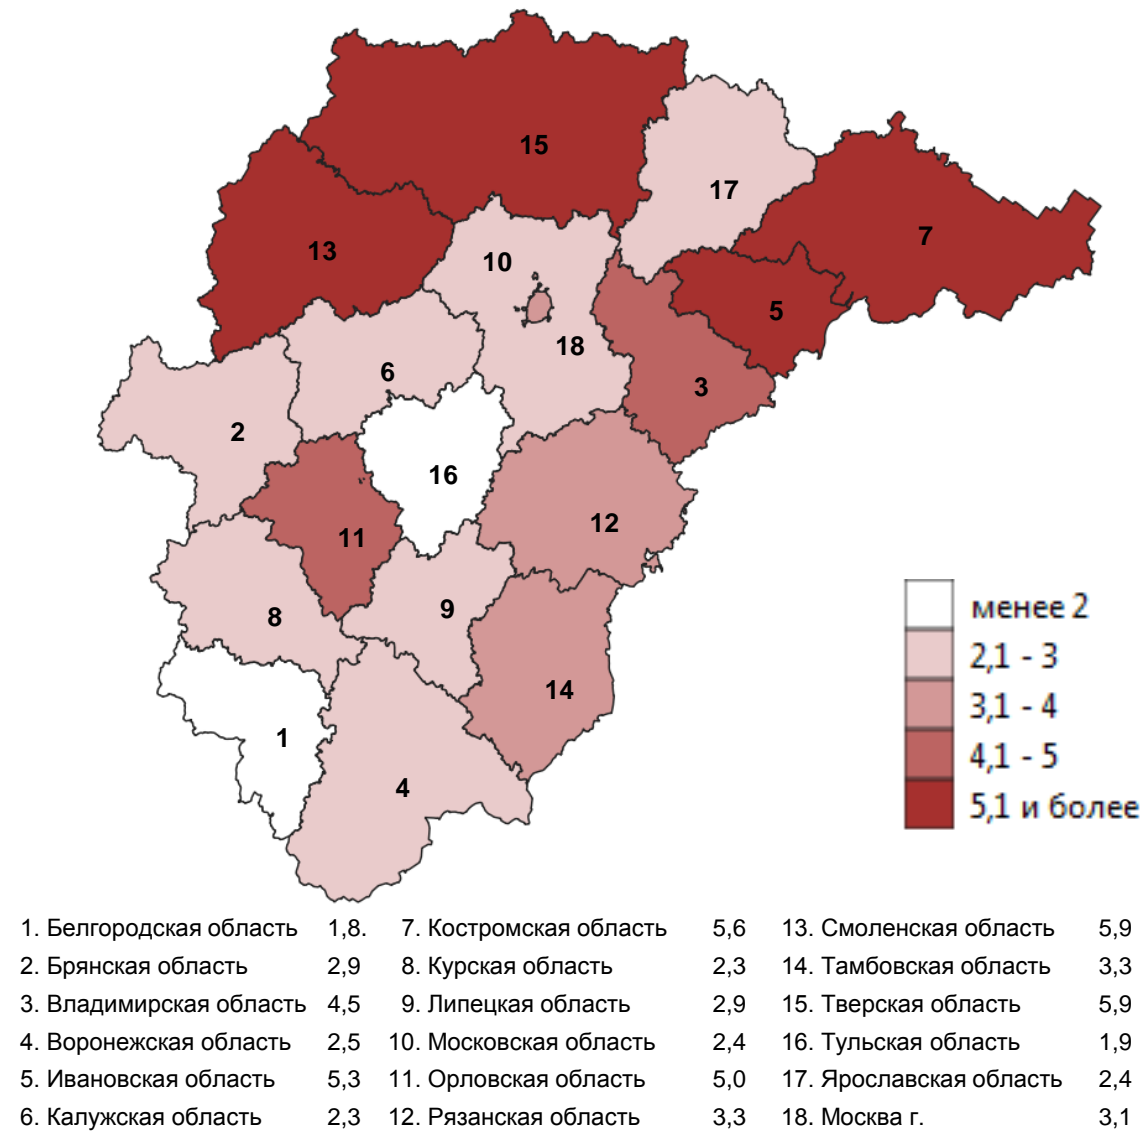 15
17
7
13
10
5
18
6
3
2
16
12
11
9
8
14
1
4
менее 2
2,1 - 3
3,1 - 4
4,1 - 5
5,1 и более
1. Белгородская область 1,8. 7. Костромская область 5,6 13. Смоленская область 5,9
2. Брянская область 2,9 8. Курская область 2,3 14. Тамбовская область 3,3
3. Владимирская область 4,5 9. Липецкая область 2,9 15. Тверская область 5,9
4. Воронежская область 2,5 10. Московская область 2,4 16. Тульская область 1,9
5. Ивановская область 5,3 11. Орловская область 5,0 17. Ярославская область 2,4
6. Калужская область 2,3 12. Рязанская область 3,3 18. Москва г. 3,1